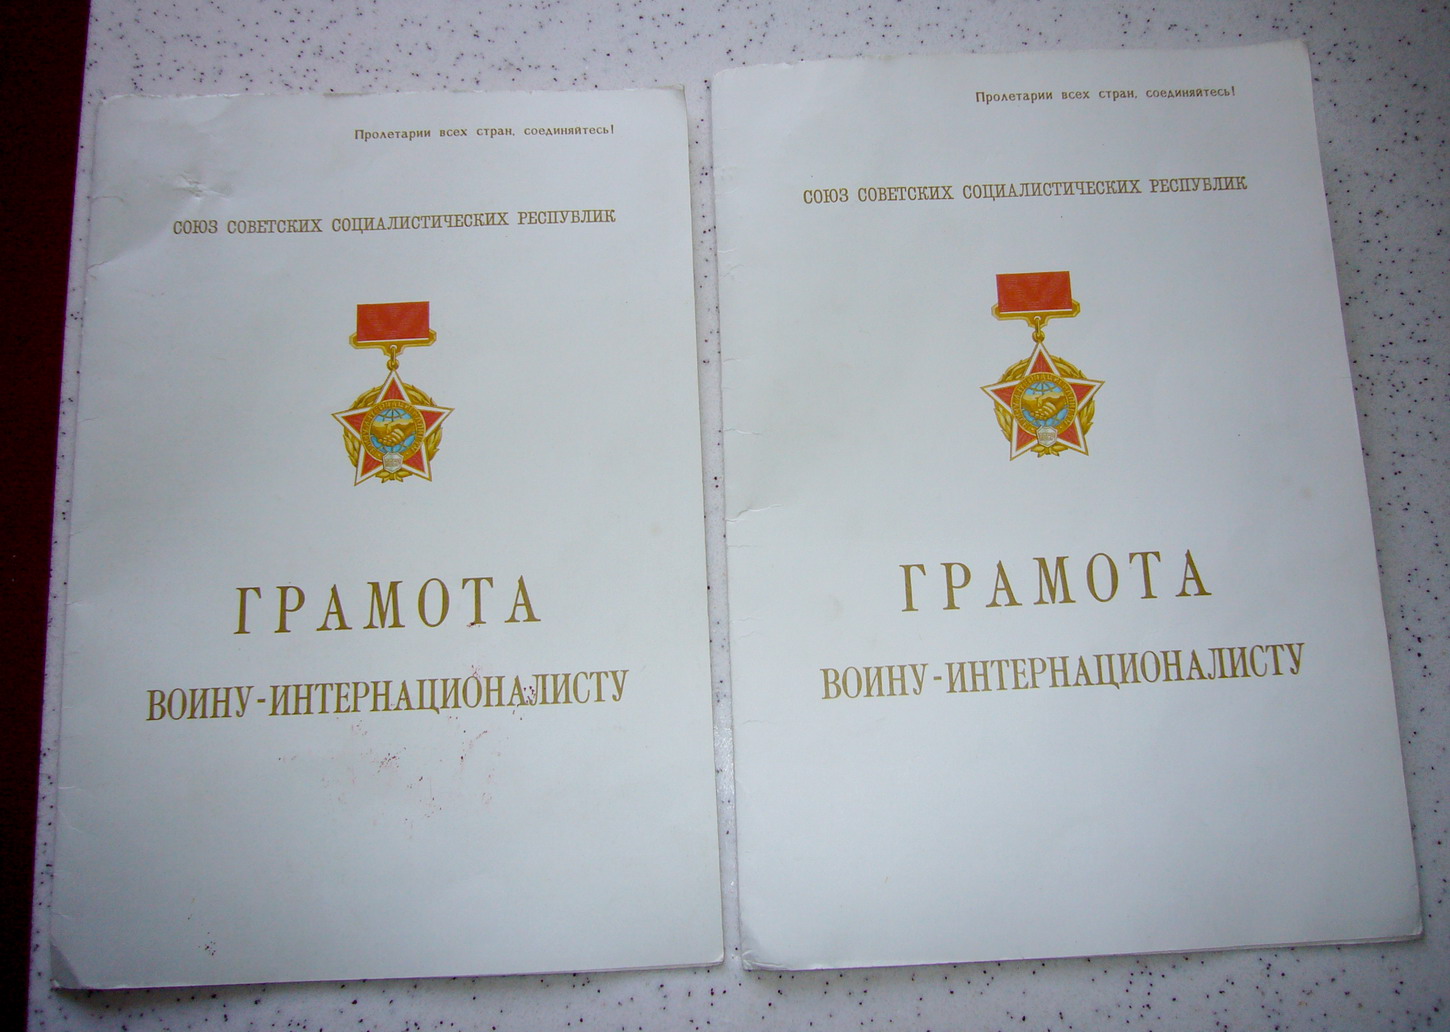 Пролетарии всех стран, соединяйтесь!
СОЮЗ СОВЕТСКИХ СОЦИАЛИСТИЧЕСКИХ РЕСПУБЛИК
ГРАМОТА
ВОИНУ-ИНТЕРНАЦИОНАЛИСТУ
Пролетарии всех стран, соединяйтесь!
СОЮЗ СОВЕТСКИХ СОЦИАЛИСТИЧЕСКИХ РЕСПУБЛИК
ГРАМОТА
ВОИНУ-ИНТЕРНАЦИОНАЛИСТУ